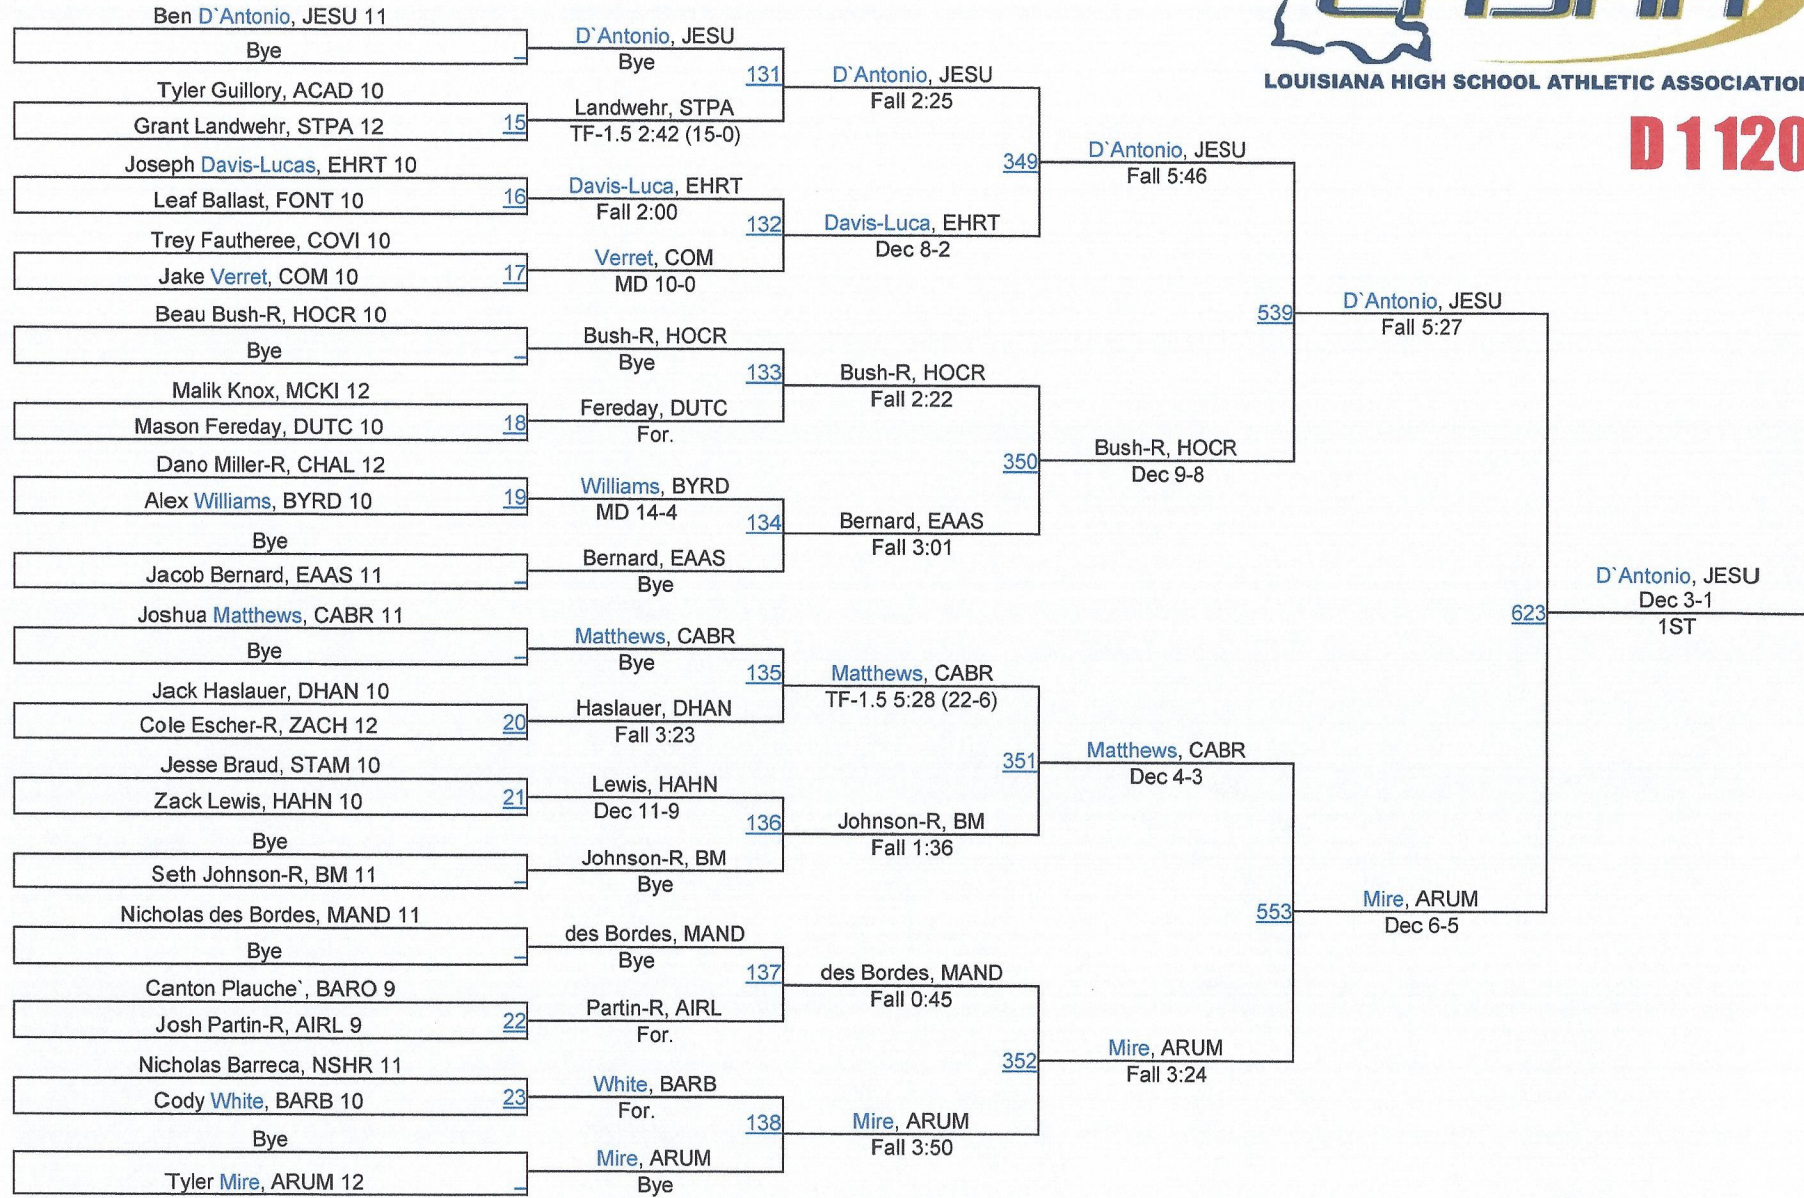 Ben D`Antonio, JESU 11
Bye
Tyler Guillory, ACAD 10
Grant Landwehr, STPA 12 15
Joseph Davis-Lucas, EHRT 10
Leaf Ballast, FONT 10 16
Trey Fautheree, COVI 10
Jake Verret, COM 10 17
Beau Bush-R, HOCR 10
Bye
Malik Knox, MCKI 12
Mason Fereday, DUTC 10 18
Dano Miller-R, CHAL 12
Alex Williams, BYRD 10 19
Bye
Jacob Bernard, EAAS 11
Joshua Matthews, CABR 11
Bye
Jack Haslauer, DHAN 10
Cole Escher-R, ZACH 12 20
Jesse Braud, STAM 10
Zack Lewis, HAHN 10 21
Bye
Seth Johnson-R, BM 11
Nicholas des Bordes, MAND 11
Bye
Canton Plauche`, BARO 9
Josh Partin-R, AIRL 9 22
Nicholas Barreca, NSHR 11
Cody White, BARB 10 23
Bye
Tyler Mire, ARUM 12
D`Antonio, JESU
Bye
131
Landwehr, STPA
TF-1.5 2:42 (15-0)
Davis-Luca, EHRT
Fall 2:00
132
Verret, COM
MD 10-0
Bush-R, HOCR
Bye
133
Fereday, DUTC
For.
Williams, BYRD
MD 14-4
134
Bernard, EAAS
Bye
Matthews, CABR
Bye
135
Haslauer, DHAN
Fall 3:23
Lewis, HAHN
Dec 11-9
136
Johnson-R, BM
Bye
des Bordes, MAND
Bye
137
Partin-R, AIRL
For.
White, BARB
For.
138
Mire, ARUM
Bye
D`Antonio, JESU
Fall 2:25
349
Davis-Luca, EHRT
Dec 8-2
Bush-R, HOCR
Fall 2:22
350
Bernard, EAAS
Fall 3:01
Matthews, CABR
TF-1.5 5:28 (22-6)
351
Johnson-R, BM
Fall 1:36
des Bordes, MAND
Fall 0:45
352
Mire, ARUM
Fall 3:50
D`Antonio, JESU
Fall 5:46
539
Bush-R, HOCR
Dec 9-8
Matthews, CABR
Dec 4-3
553
Mire, ARUM
Fall 3:24
D`Antonio, JESU
Fall 5:27
623
Mire, ARUM
Dec 6-5
D`Antonio, JESU
Dec 3-1
1ST
LOUISIANA HIGH SCHOOL ATHLETIC ASSOCIATION
D 1 120